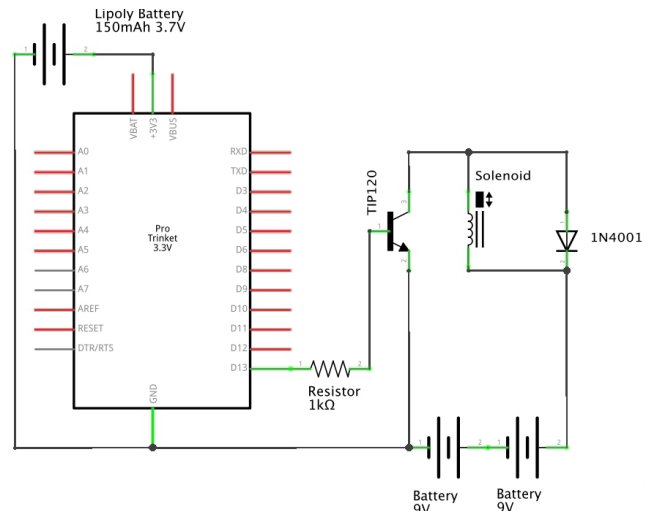 Lipoly Battery
150mAh 3.7V
1
2
VBAT
+3V3
VBUS
A0
A1
A2
A3
A4
A5
A6
A7
AREF
RESET
DTR/RTS
Pro
Trinket
3.3V
RXD
TXD
D3
D4
D5
D6
D8
D9
D10
D11
D12
D13
GND
1
2
Resistor
1kΩ
TIP120
1
3
2
Solenoid
1
2
1N4001
1
2
1
2
Battery
9V
Battery
9V